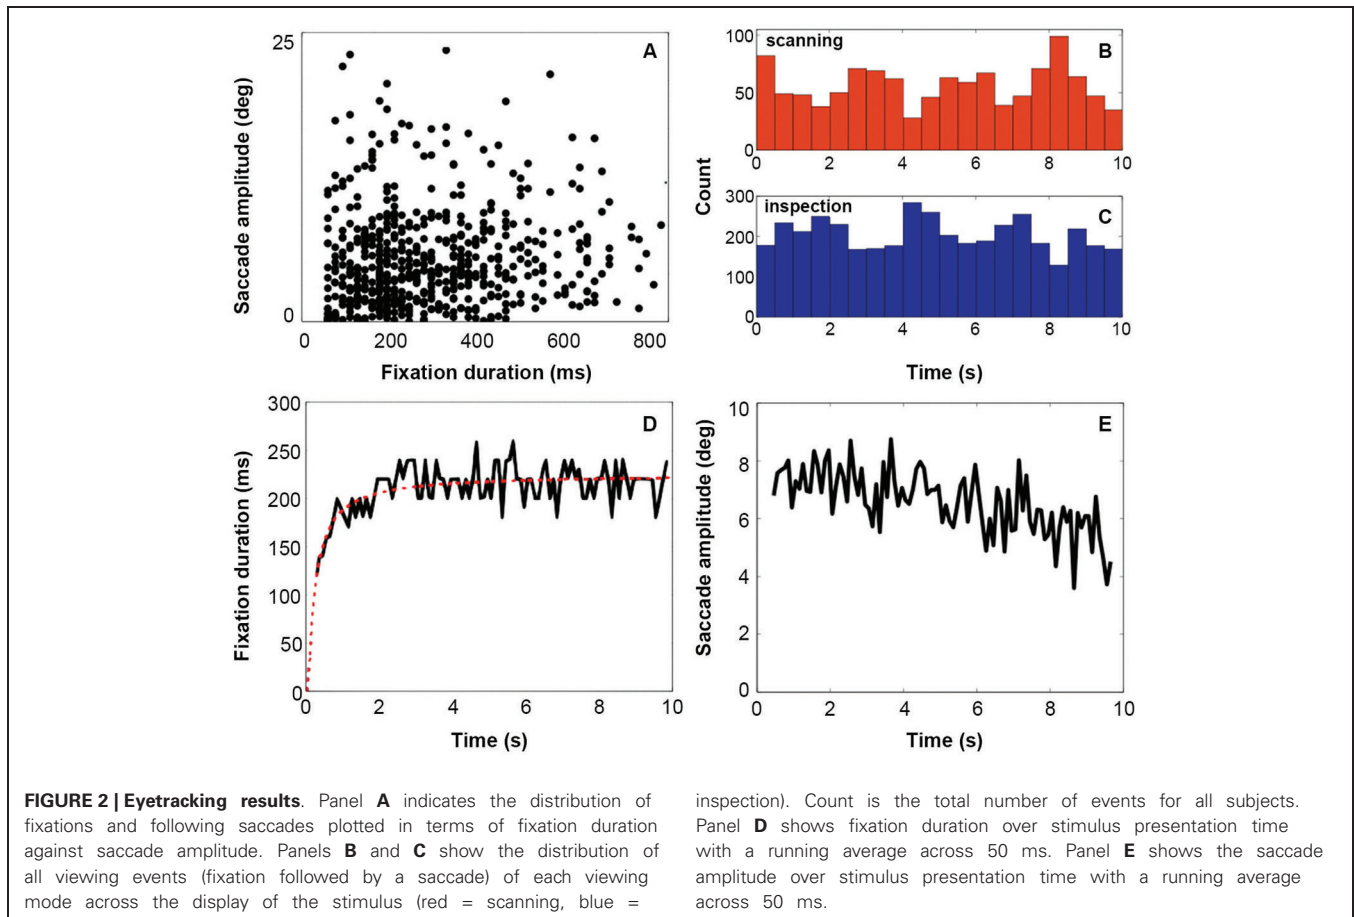 25
A
Saccade amplitude (deg)
0
0 200 400 600 800
Fixation duration (ms)
100
scanning
B
50
0
0 2 4 6 8 10
Count
300
inspection
C
200
100
0
0 2 4 6 8 10
Time (s)
300
D
250
200
150
100
50
0
Fixation duration (ms)
0 2 4 6 8 10
Time (s)
10
E
8
6
4
2
0
Saccade amplitude (deg)
0 2 4 6 8 10
Time (s)
FIGURE 2 | Eyetracking results. Panel A indicates the distribution of
fixations and following saccades plotted in terms of fixation duration
against saccade amplitude. Panels B and C show the distribution of
all viewing events (fixation followed by a saccade) of each viewing
mode across the display of the stimulus (red = scanning, blue =
inspection). Count is the total number of events for all subjects.
Panel D shows fixation duration over stimulus presentation time
with a running average across 50 ms. Panel E shows the saccade
amplitude over stimulus presentation time with a running average
across 50 ms.